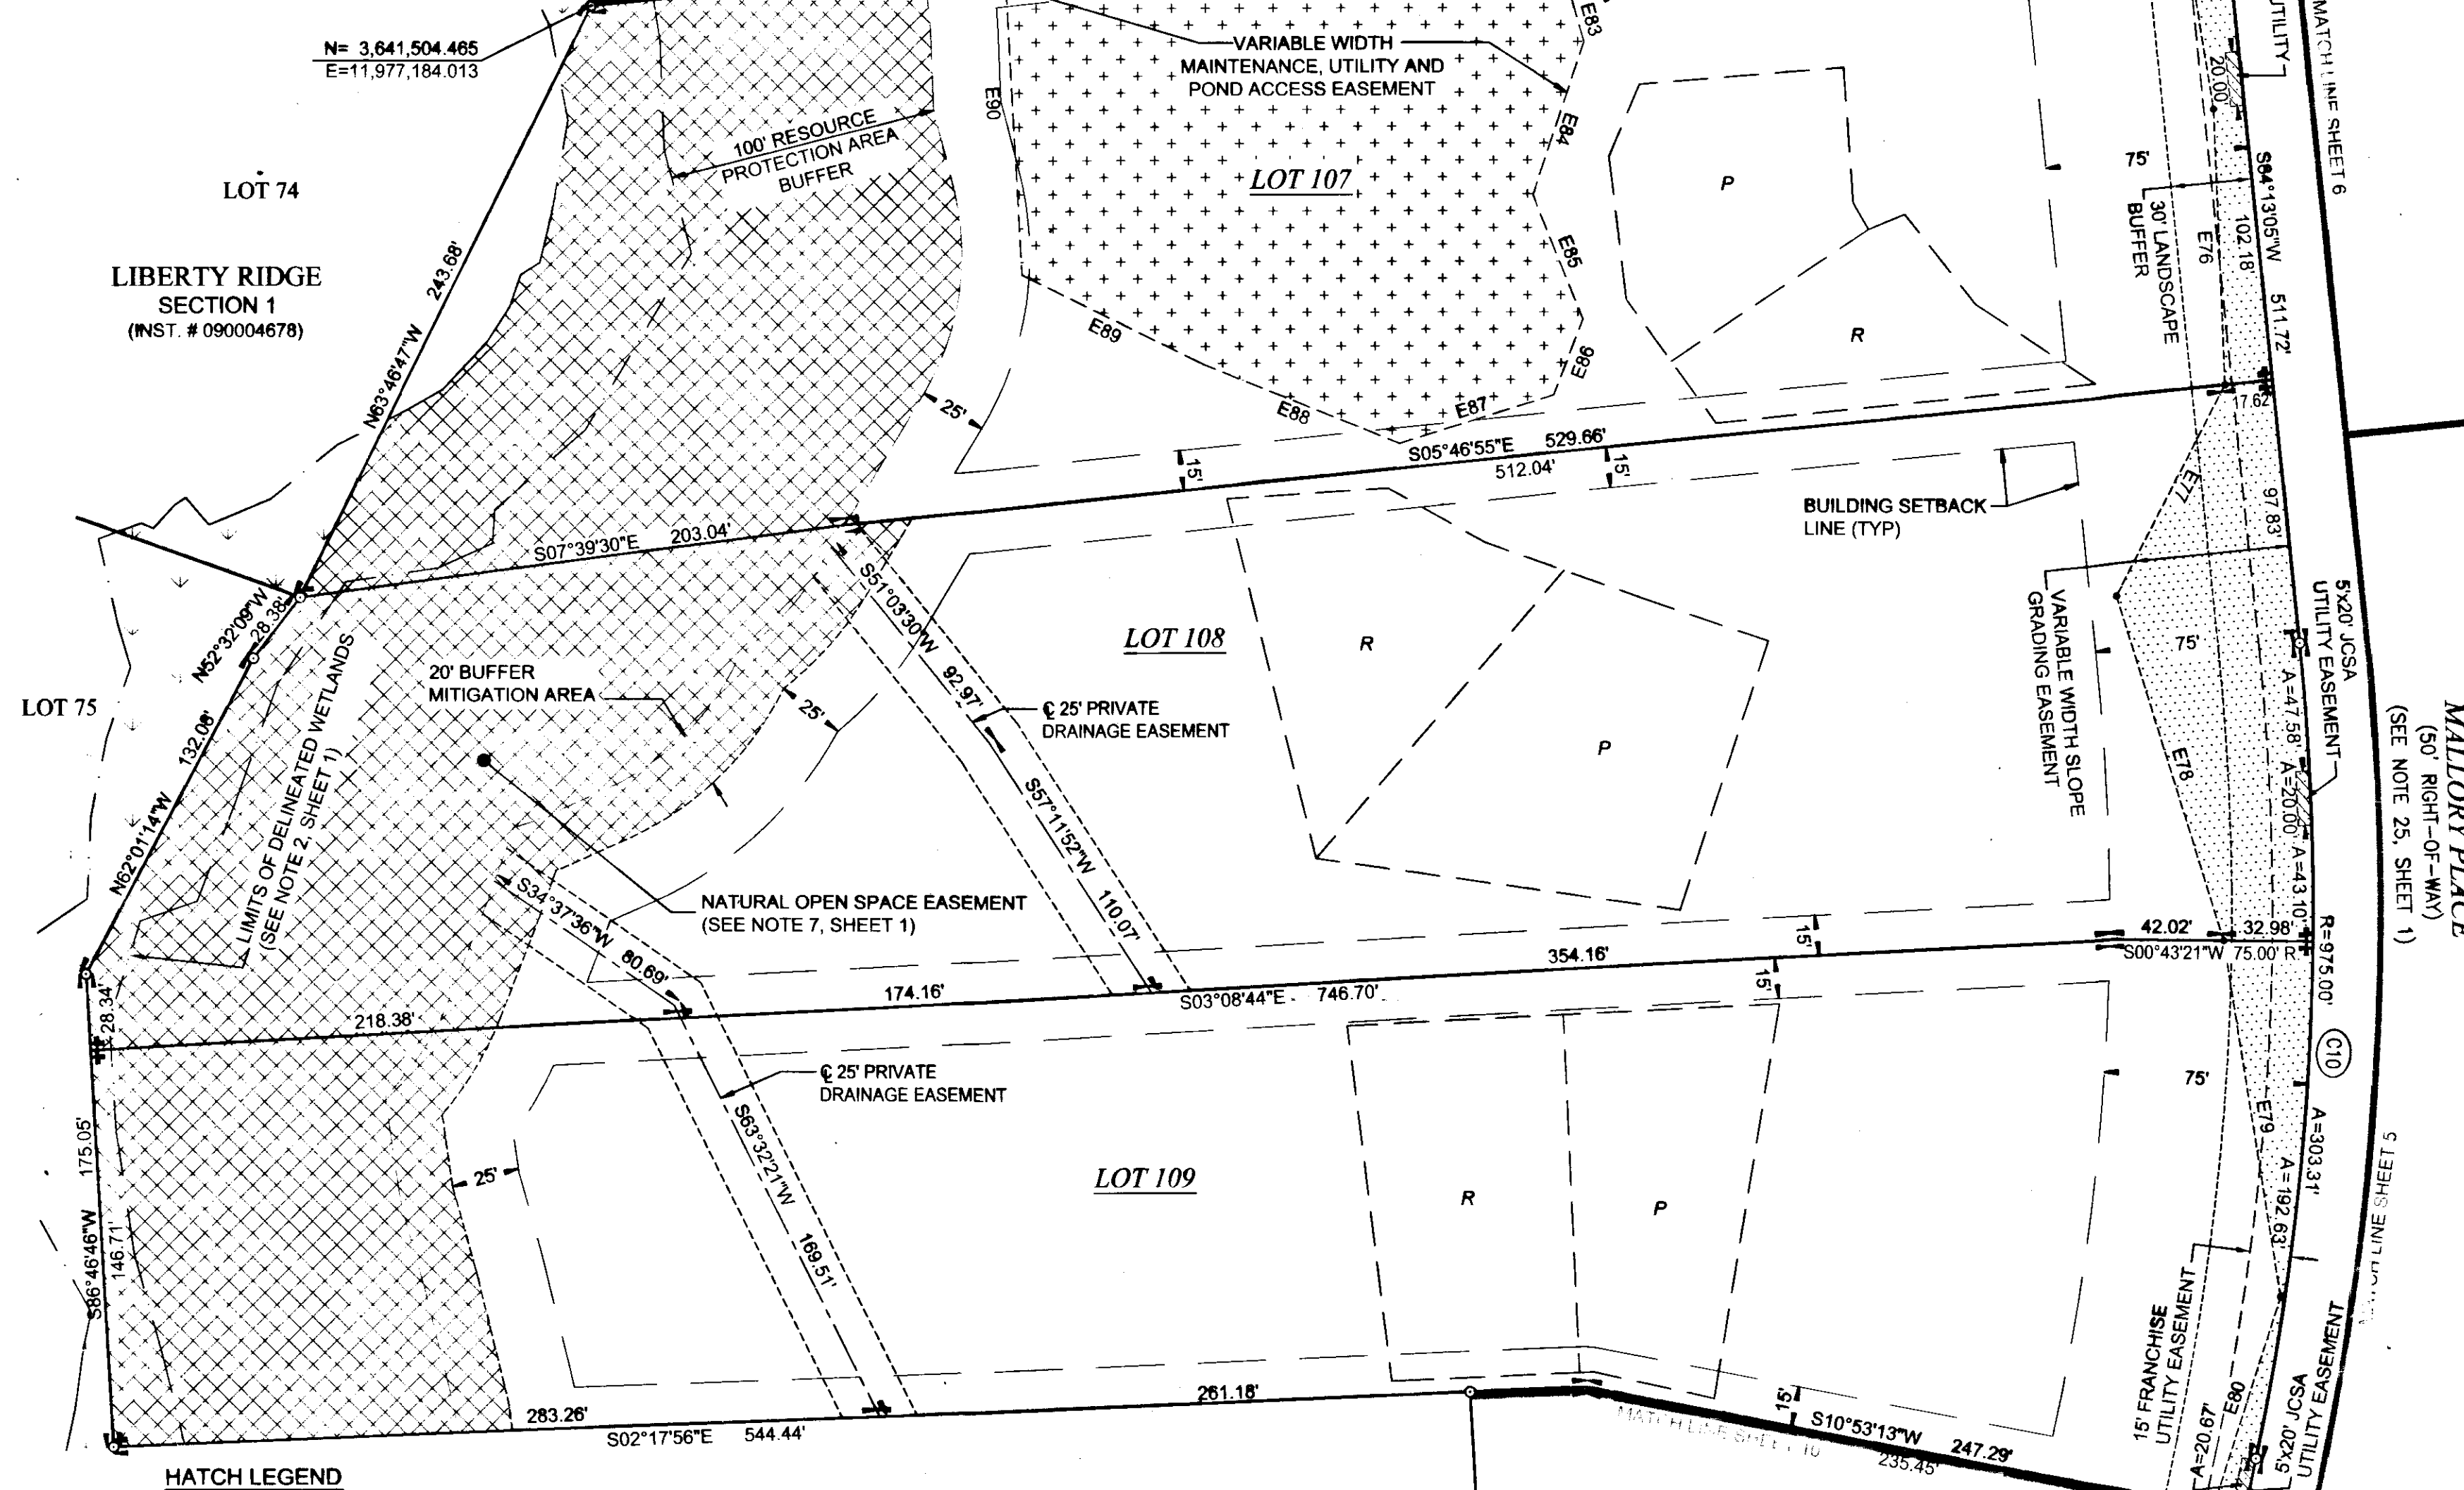 N= 3,641,504.465
E=11,977,184.013
LOT 74
LIBERTY RIDGE
SECTION 1
(INST. # 090004678)
243.68'
N63°46'47"W
100' RESOURCE
PROTECTION AREA
BUFFER
E90
VARIABLE WIDTH
MAINTENANCE, UTILITY AND
POND ACCESS EASEMENT
LOT 107
E83
E84
E85
E86
E87
E88
E89
P
R
75'
30' LANDSCAPE
BUFFER
E76
20.00'
UTILITY
MATCH LINE SHEET 6
S84°13'05"W 511.72'
102.18'
7.62'
25'
S05°46'55"E 529.66'
512.04'
15'
15'
BUILDING SETBACK
LINE (TYP)
E77
97.83'
S07°39'30"E 203.04'
N52°32'09"W
28.38'
LOT 75
132.08'
N62°01'14"W
LIMITS OF DELINEATED WETLANDS
(SEE NOTE 2, SHEET 1)
20' BUFFER
MITIGATION AREA
25'
S51°03'30"W 92.97'
LOT 108
R
P
℄ 25' PRIVATE
DRAINAGE EASEMENT
S57°11'52"W 110.07'
VARIABLE WIDTH SLOPE
GRADING EASEMENT
75'
E78
5'x20' JCSA
UTILITY EASEMENT
A=47.58'
A=20.00'
A=43.10'
MALLORY PLACE
(50' RIGHT-OF-WAY)
(SEE NOTE 25, SHEET 1)
NATURAL OPEN SPACE EASEMENT
(SEE NOTE 7, SHEET 1)
S34°37'36"W 80.69'
28.34'
218.38'
174.16'
S03°08'44"E 746.70'
354.16'
15'
15'
42.02'
32.98'
S00°43'21"W 75.00' R.
R=975.00'
C10
A=303.31'
℄ 25' PRIVATE
DRAINAGE EASEMENT
S63°32'21"W
169.51'
LOT 109
R
P
75'
E79
A=192.63'
MATCH LINE SHEET 5
175.05'
S86°46'46"W
146.71'
25'
283.26'
S02°17'56"E 544.44'
261.18'
15'
MATCH LINE SHEET 10
S10°53'13"W 247.29'
235.45'
15' FRANCHISE
UTILITY EASEMENT
A=20.67'
E80
5'x20' JCSA
UTILITY EASEMENT
HATCH LEGEND